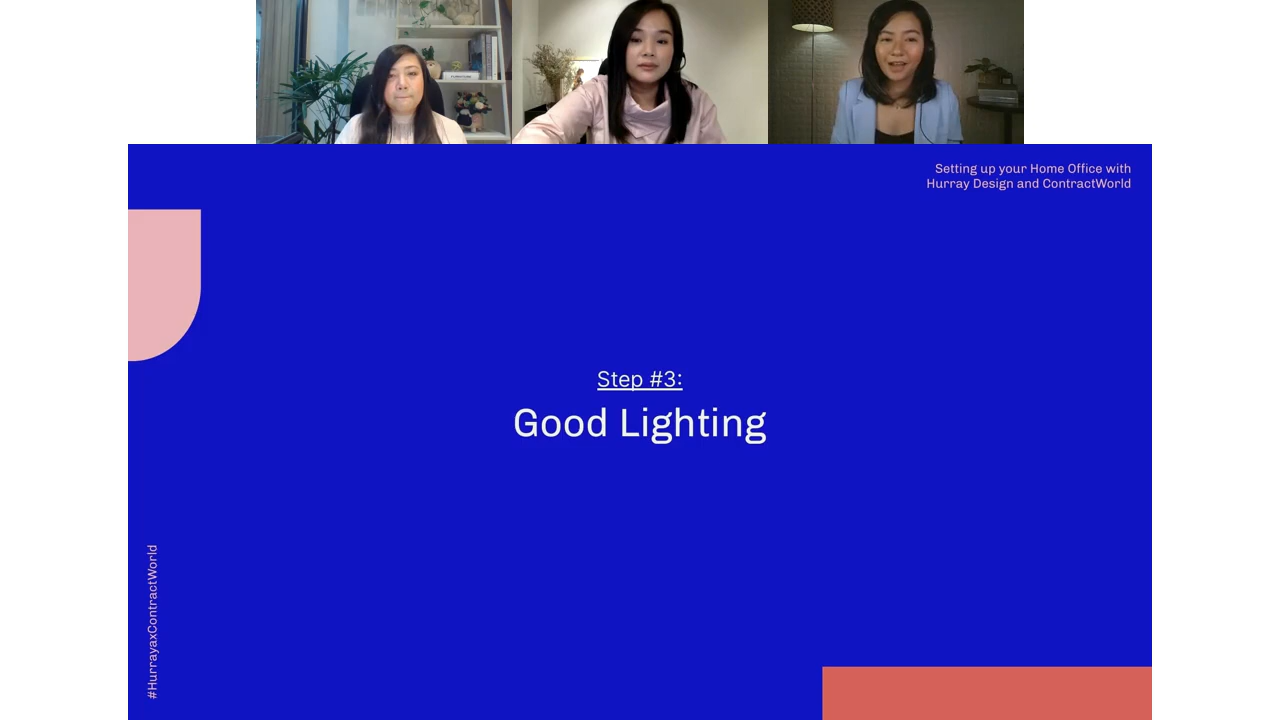 Setting up your Home Office with
Hurray Design and ContractWorld
Step #3:
Good Lighting
#HurrayaxContractWorld